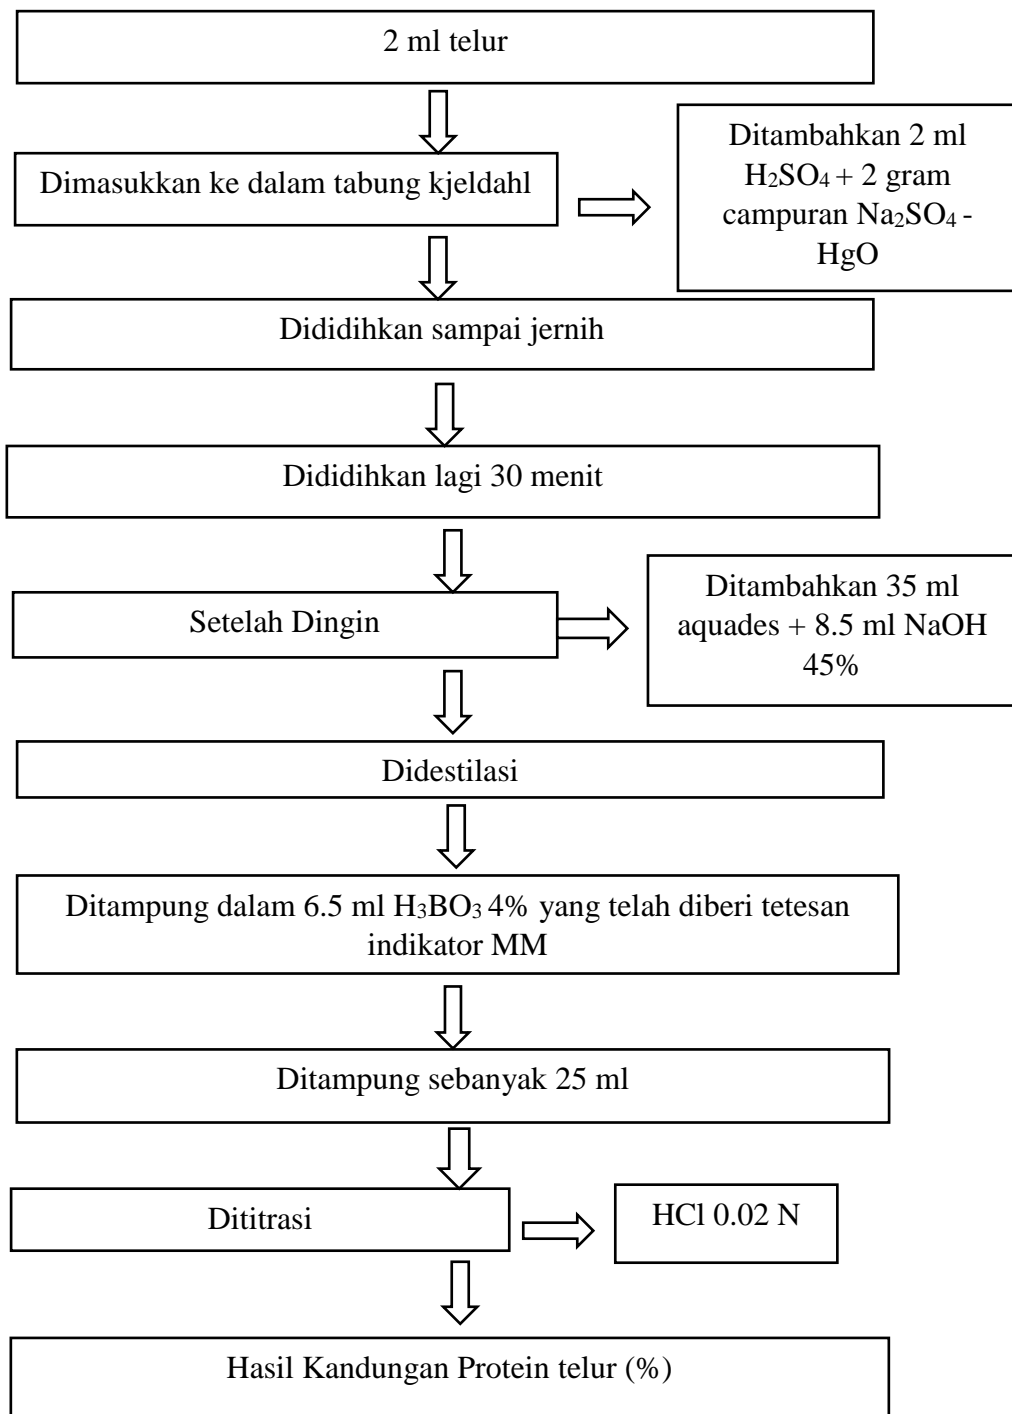 2 ml telur
Dimasukkan ke dalam tabung kjeldahl
Ditambahkan 2 ml
H₂SO₄ + 2 gram
campuran Na₂SO₄ -
HgO
Dididihkan sampai jernih
Dididihkan lagi 30 menit
Setelah Dingin
Ditambahkan 35 ml
aquades + 8.5 ml NaOH
45%
Didestilasi
Ditampung dalam 6.5 ml H₃BO₃ 4% yang telah diberi tetesan
indikator MM
Ditampung sebanyak 25 ml
Dititrasi
HCl 0.02 N
Hasil Kandungan Protein telur (%)